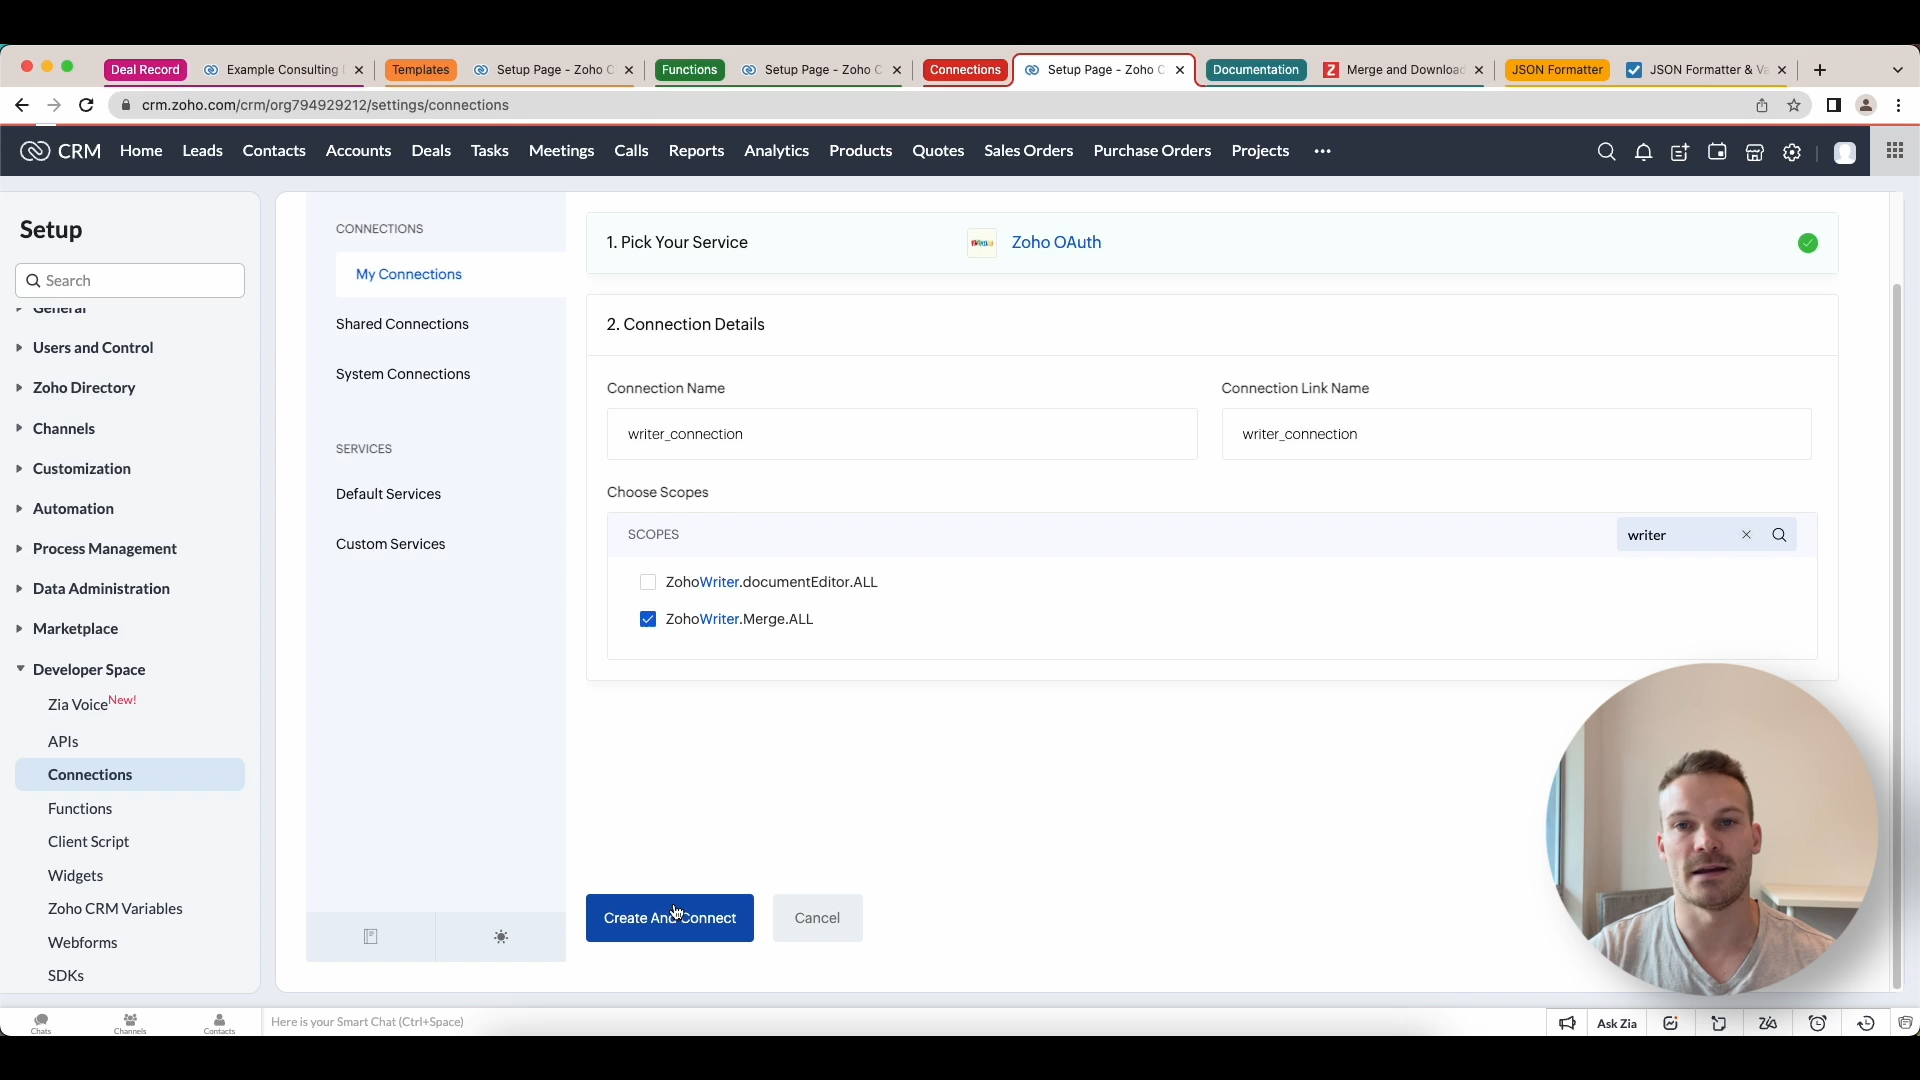 Deal Record
Example Consulting
Templates
Setup Page - Zoho C
Functions
Setup Page - Zoho C
Connections
Setup Page - Zoho C
Documentation
Merge and Download
JSON Formatter
JSON Formatter & Va
crm.zoho.com/crm/org794929212/settings/connections
CRM
Home
Leads
Contacts
Accounts
Deals
Tasks
Meetings
Calls
Reports
Analytics
Products
Quotes
Sales Orders
Purchase Orders
Projects
Setup
Search
General
Users and Control
Zoho Directory
Channels
Customization
Automation
Process Management
Data Administration
Marketplace
Developer Space
Zia Voice New!
APIs
Connections
Functions
Client Script
Widgets
Zoho CRM Variables
Webforms
SDKs
CONNECTIONS
My Connections
Shared Connections
System Connections
SERVICES
Default Services
Custom Services
1. Pick Your Service
Zoho OAuth
2. Connection Details
Connection Name
Connection Link Name
writer_connection
writer_connection
Choose Scopes
SCOPES
writer
ZohoWriter.documentEditor.ALL
ZohoWriter.Merge.ALL
Create And Connect
Cancel
Chats
Channels
Contacts
Here is your Smart Chat (Ctrl+Space)
Ask Zia